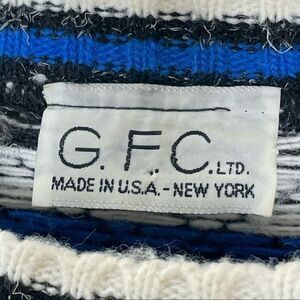 G.F.C. LTD.
MADE IN U.S.A. - NEW YORK